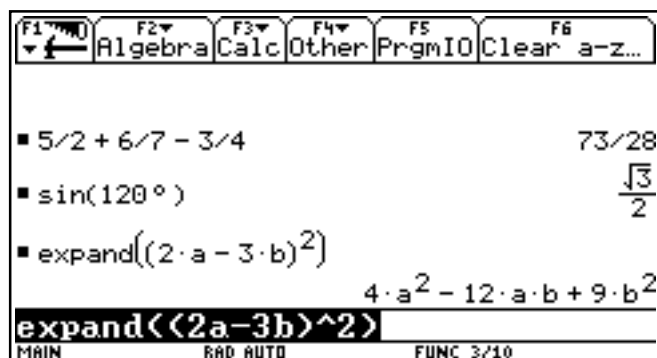 F1 F2 Algebra F3 Calc F4 Other F5 PrgmIO F6 Clear a-z…
▪ 5/2 + 6/7 - 3/4 73/28
▪ sin(120°) √3/2
▪ expand((2·a - 3·b)²)
4·a² - 12·a·b + 9·b²
expand((2a-3b)^2)
MAIN RAD AUTO FUNC 3/10